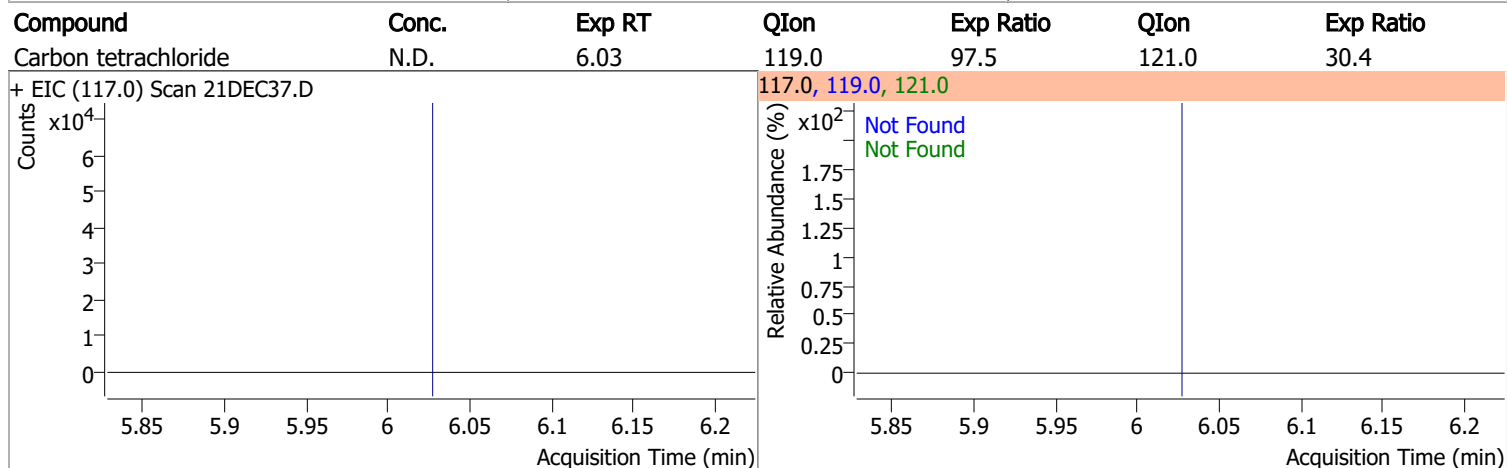 Compound Conc. Exp RT QIon Exp Ratio QIon Exp Ratio
Carbon tetrachloride N.D. 6.03 119.0 97.5 121.0 30.4
+ EIC (117.0) Scan 21DEC37.D
Counts
x10⁴
6
5
4
3
2
1
0
5.85 5.9 5.95 6 6.05 6.1 6.15 6.2
Acquisition Time (min)
117.0, 119.0, 121.0
Relative Abundance (%)
x10²
Not Found
Not Found
1.75
1.5
1.25
1
0.75
0.5
0.25
0
5.85 5.9 5.95 6 6.05 6.1 6.15 6.2
Acquisition Time (min)